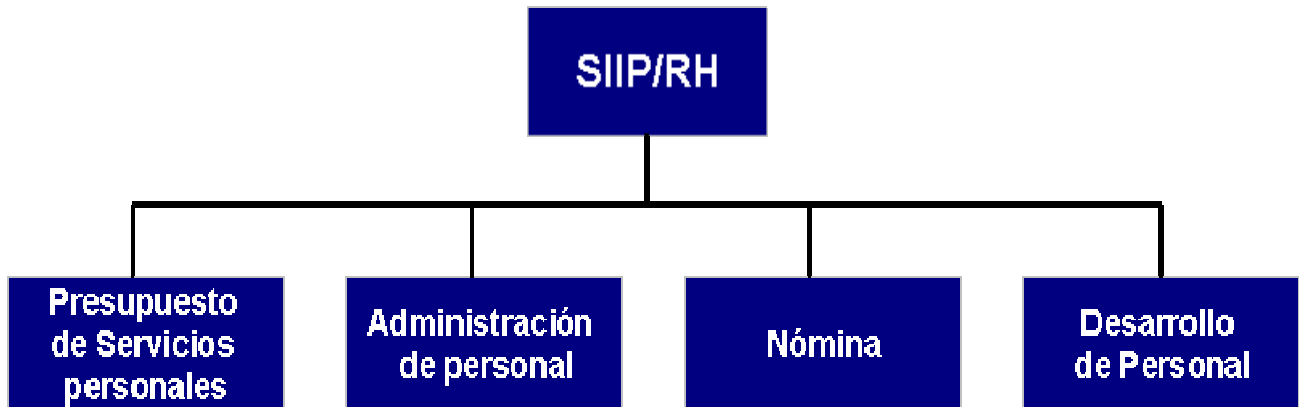 SIIP/RH
Presupuesto
de Servicios
personales
Administración
de personal
Nómina
Desarrollo
de Personal